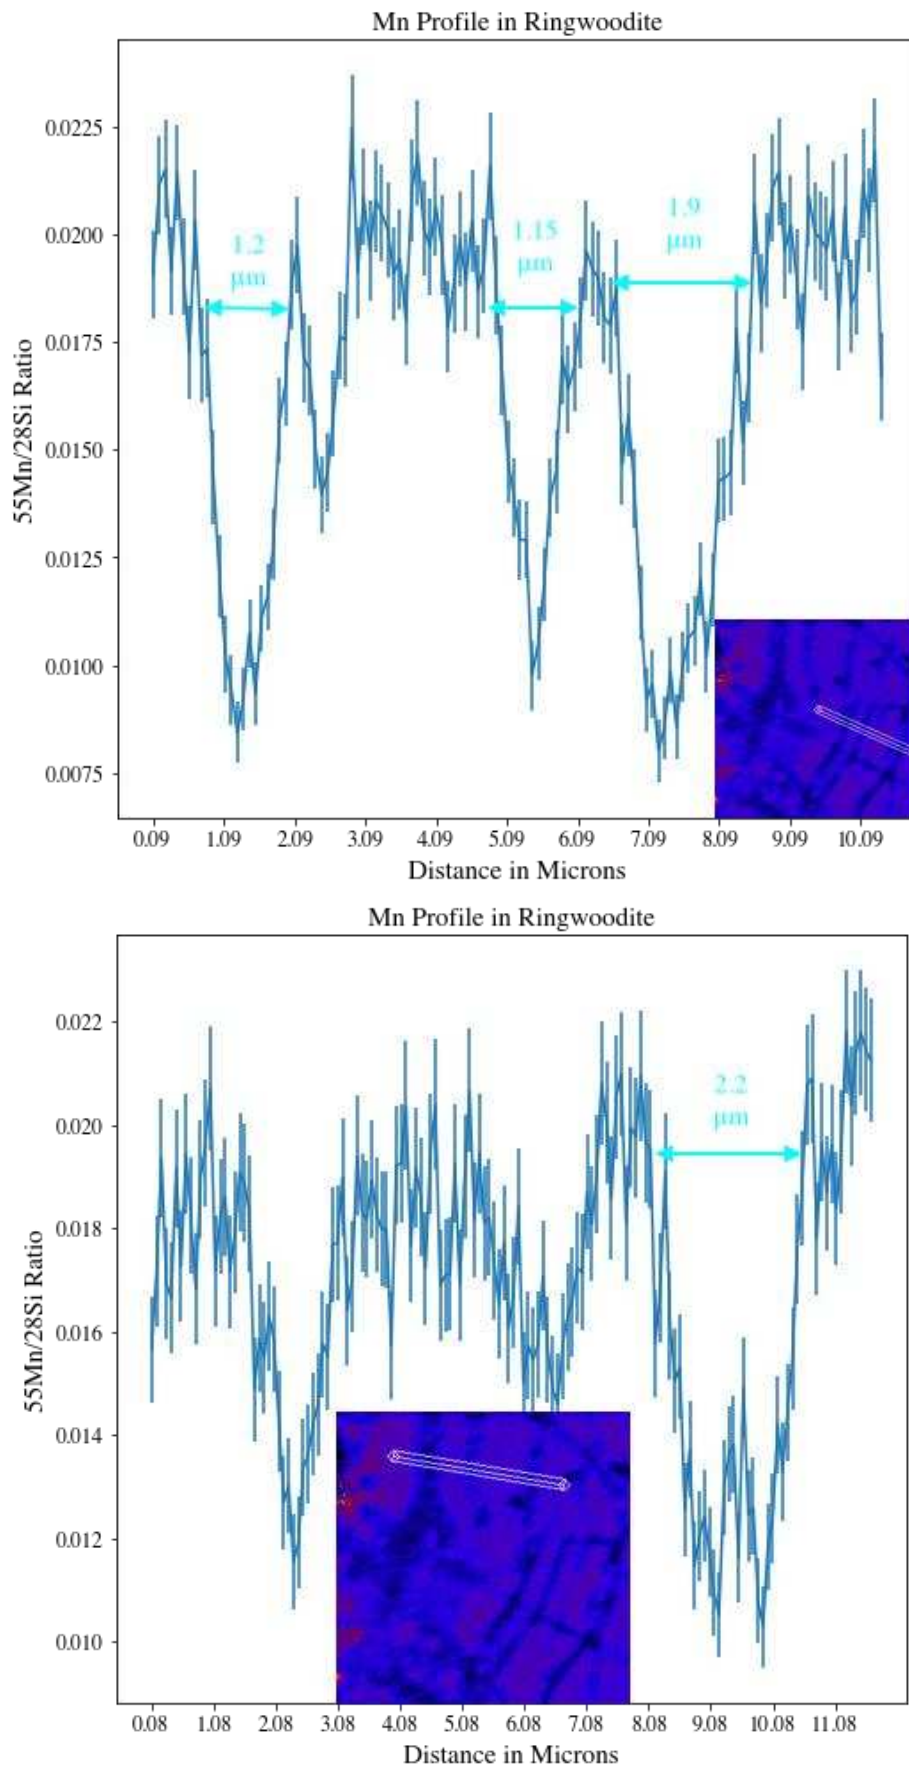 Mn Profile in Ringwoodite
55Mn/28Si Ratio
0.0225
0.0200
0.0175
0.0150
0.0125
0.0100
0.0075
1.2
µm
1.15
µm
1.9
µm
0.09 1.09 2.09 3.09 4.09 5.09 6.09 7.09 8.09 9.09 10.09
Distance in Microns
Mn Profile in Ringwoodite
55Mn/28Si Ratio
0.022
0.020
0.018
0.016
0.014
0.012
0.010
2.2
µm
0.08 1.08 2.08 3.08 4.08 5.08 6.08 7.08 8.08 9.08 10.08 11.08
Distance in Microns